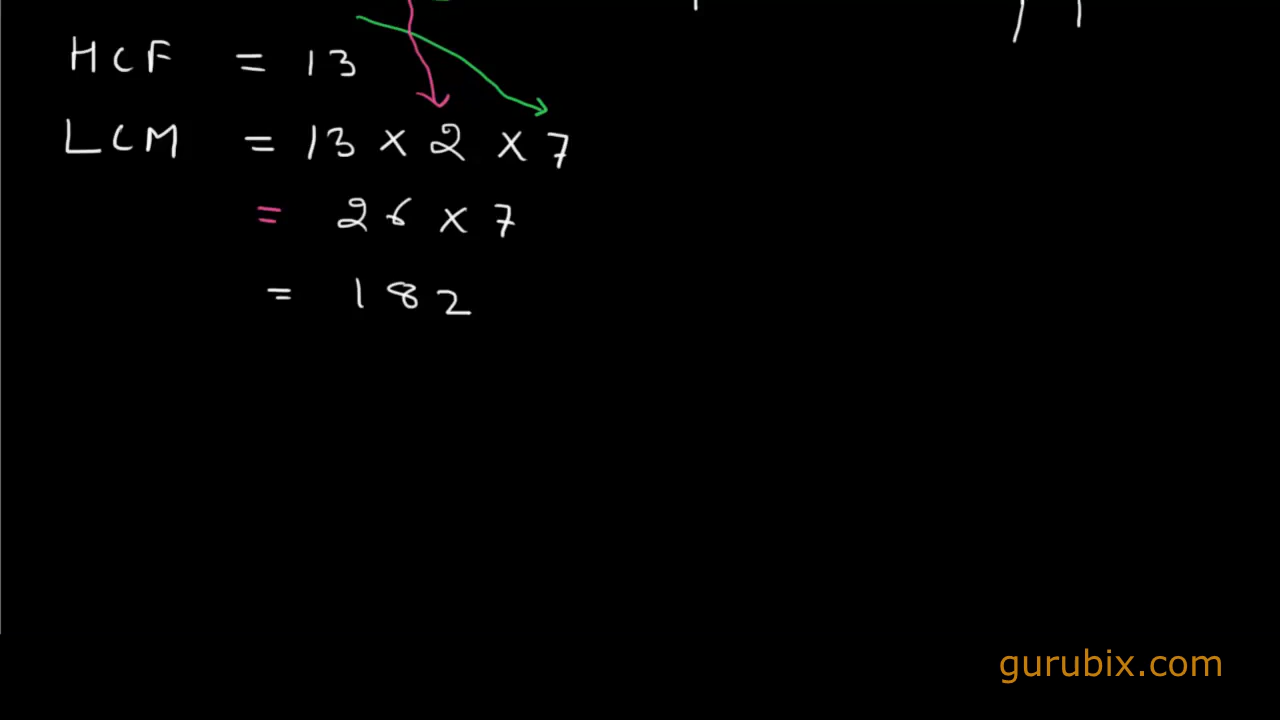 HCF = 13
LCM = 13 × 2 × 7
= 26 × 7
= 182
gurubix.com